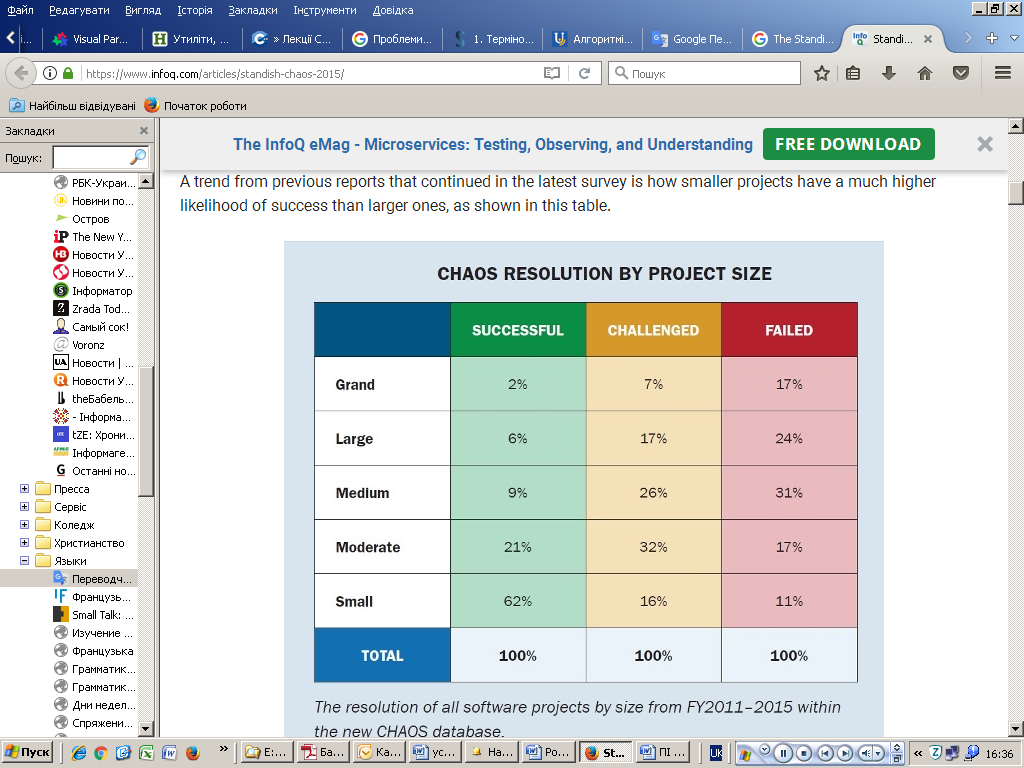 Файл Редагувати Вигляд Історія Закладки Інструменти Довідка
і... Visual Par... Утиліти, ... » Лекції С... Проблеми... 1. Терміно... Алгоритмі... Google Пе... The Standi... Standi...
https://www.infoq.com/articles/standish-chaos-2015/ Пошук
Найбільш відвідувані Початок роботи
Закладки
Пошук:
РБК-Украи...
Новини по...
Остров
The New Y...
Новости У...
Новости У...
Інформатор
Zrada Tod...
Самый сок!
Voronz
Новости | ...
Новости У...
theБабель...
- Інформа...
tZE: Хрони...
Інформаге...
Останні но...
Пресса
Сервіс
Коледж
Христианство
Языки
Переводч...
Французь...
Small Talk: ...
Изучение ...
Французька
Грамматик...
Грамматик...
Дни недел...
Спряжени...
The InfoQ eMag - Microservices: Testing, Observing, and Understanding FREE DOWNLOAD
A trend from previous reports that continued in the latest survey is how smaller projects have a much higher
likelihood of success than larger ones, as shown in this table.
CHAOS RESOLUTION BY PROJECT SIZE
SUCCESSFUL CHALLENGED FAILED
Grand 2% 7% 17%
Large 6% 17% 24%
Medium 9% 26% 31%
Moderate 21% 32% 17%
Small 62% 16% 11%
TOTAL 100% 100% 100%
The resolution of all software projects by size from FY2011–2015 within
the new CHAOS database.
Пуск » E:... Ба... Ка... ус... На... Ро... St... ПІ ... UK « 16:36